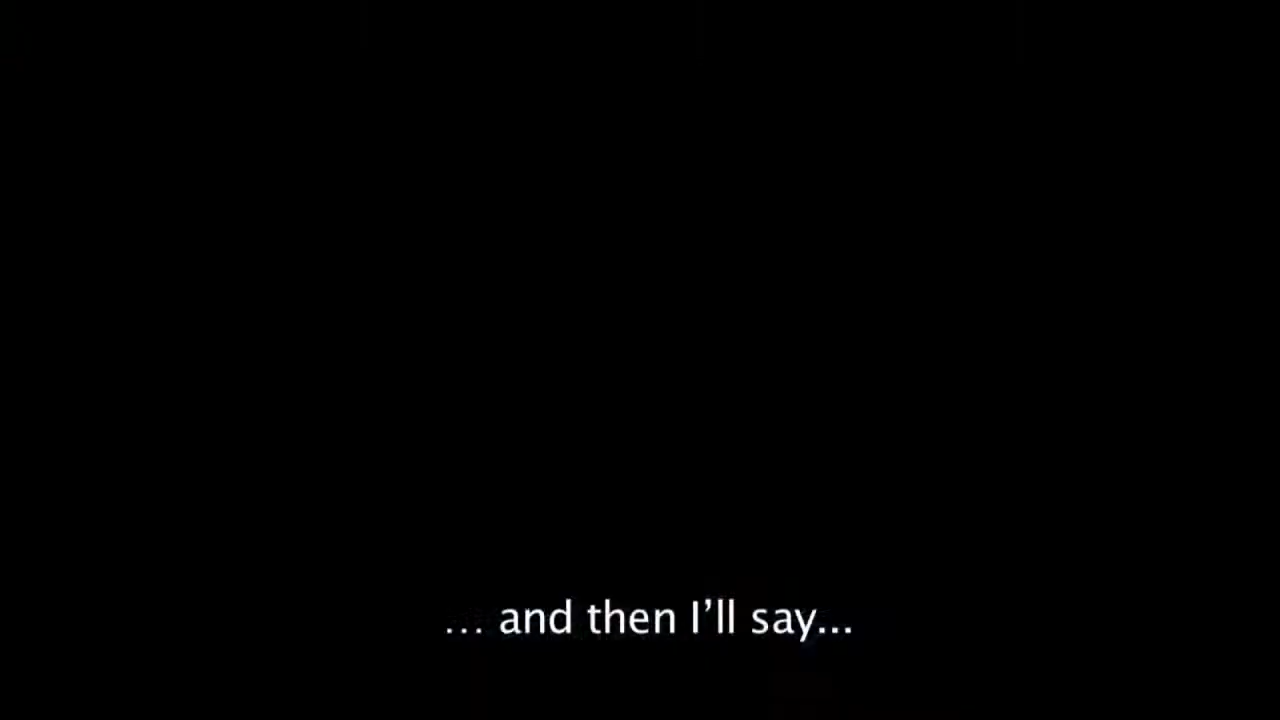 … and then I’ll say...